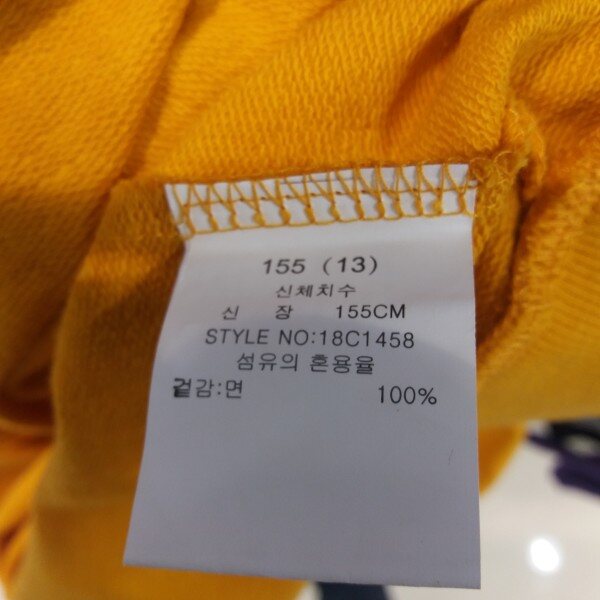 155 (13)
신체치수
신 장 155CM
STYLE NO:18C1458
섬유의 혼용율
겉감:면 100%